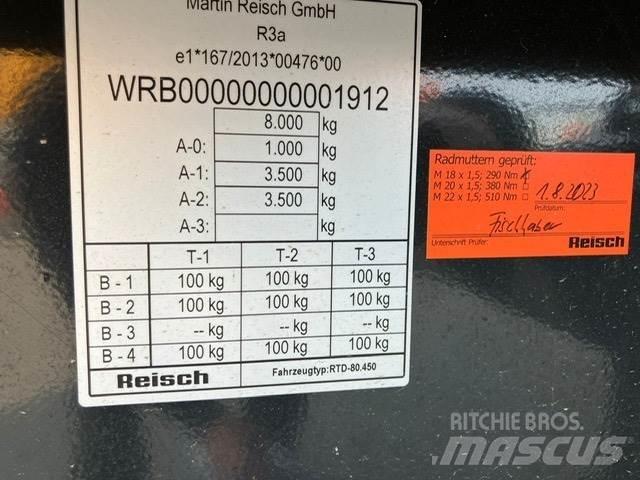 Martin Reisch GmbH
R3a
e1*167/2013*00476*00
WRB00000000001912
8.000 kg
A-0: 1.000 kg
A-1: 3.500 kg
A-2: 3.500 kg
A-3: kg
T-1 T-2 T-3
B - 1 100 kg 100 kg 100 kg
B - 2 100 kg 100 kg 100 kg
B - 3 -- kg -- kg -- kg
B - 4 100 kg 100 kg 100 kg
Reisch Fahrzeugtyp:RTD-80.450
Radmuttern geprüft:
M 18 x 1,5; 290 Nm
M 20 x 1,5; 380 Nm
M 22 x 1,5; 510 Nm
1.8.2023
Prüfdatum:
Fischhaber
Unterschrift Prüfer: Reisch
RITCHIE BROS.
MASCUS